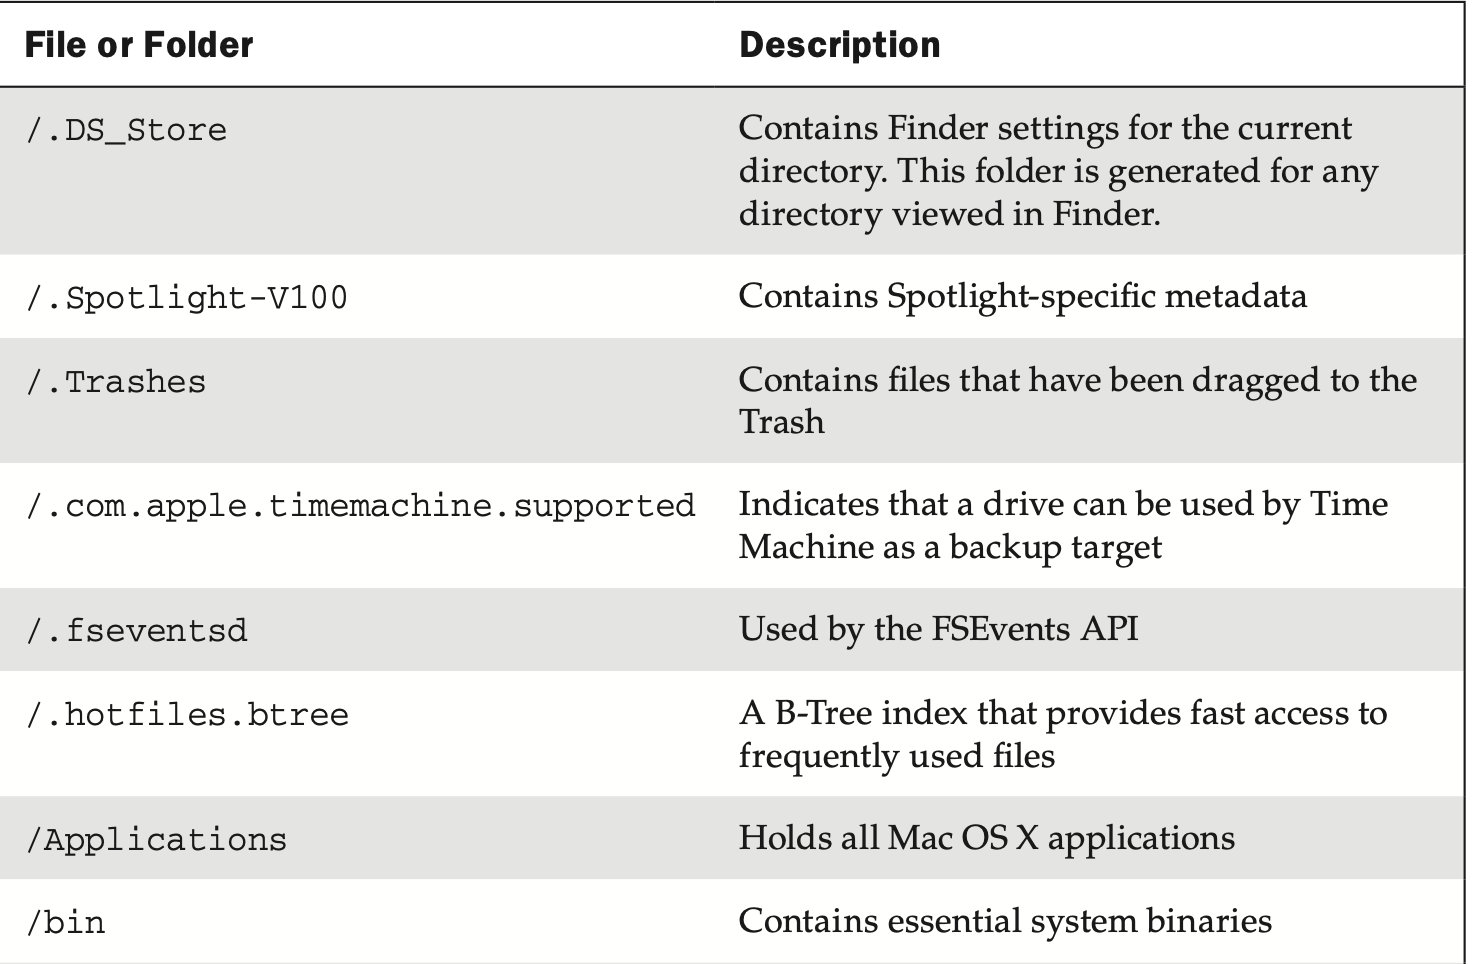 File or Folder Description
/.DS_Store Contains Finder settings for the current
directory. This folder is generated for any
directory viewed in Finder.
/.Spotlight-V100 Contains Spotlight-specific metadata
/.Trashes Contains files that have been dragged to the
Trash
/.com.apple.timemachine.supported Indicates that a drive can be used by Time
Machine as a backup target
/.fseventsd Used by the FSEvents API
/.hotfiles.btree A B-Tree index that provides fast access to
frequently used files
/Applications Holds all Mac OS X applications
/bin Contains essential system binaries